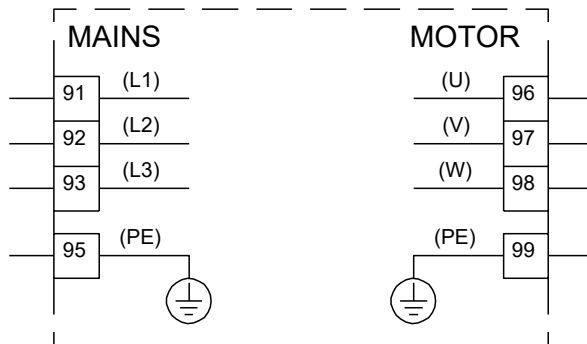 MAINS MOTOR
91 (L1) (U) 96
92 (L2) (V) 97
93 (L3) (W) 98
95 (PE) (PE) 99